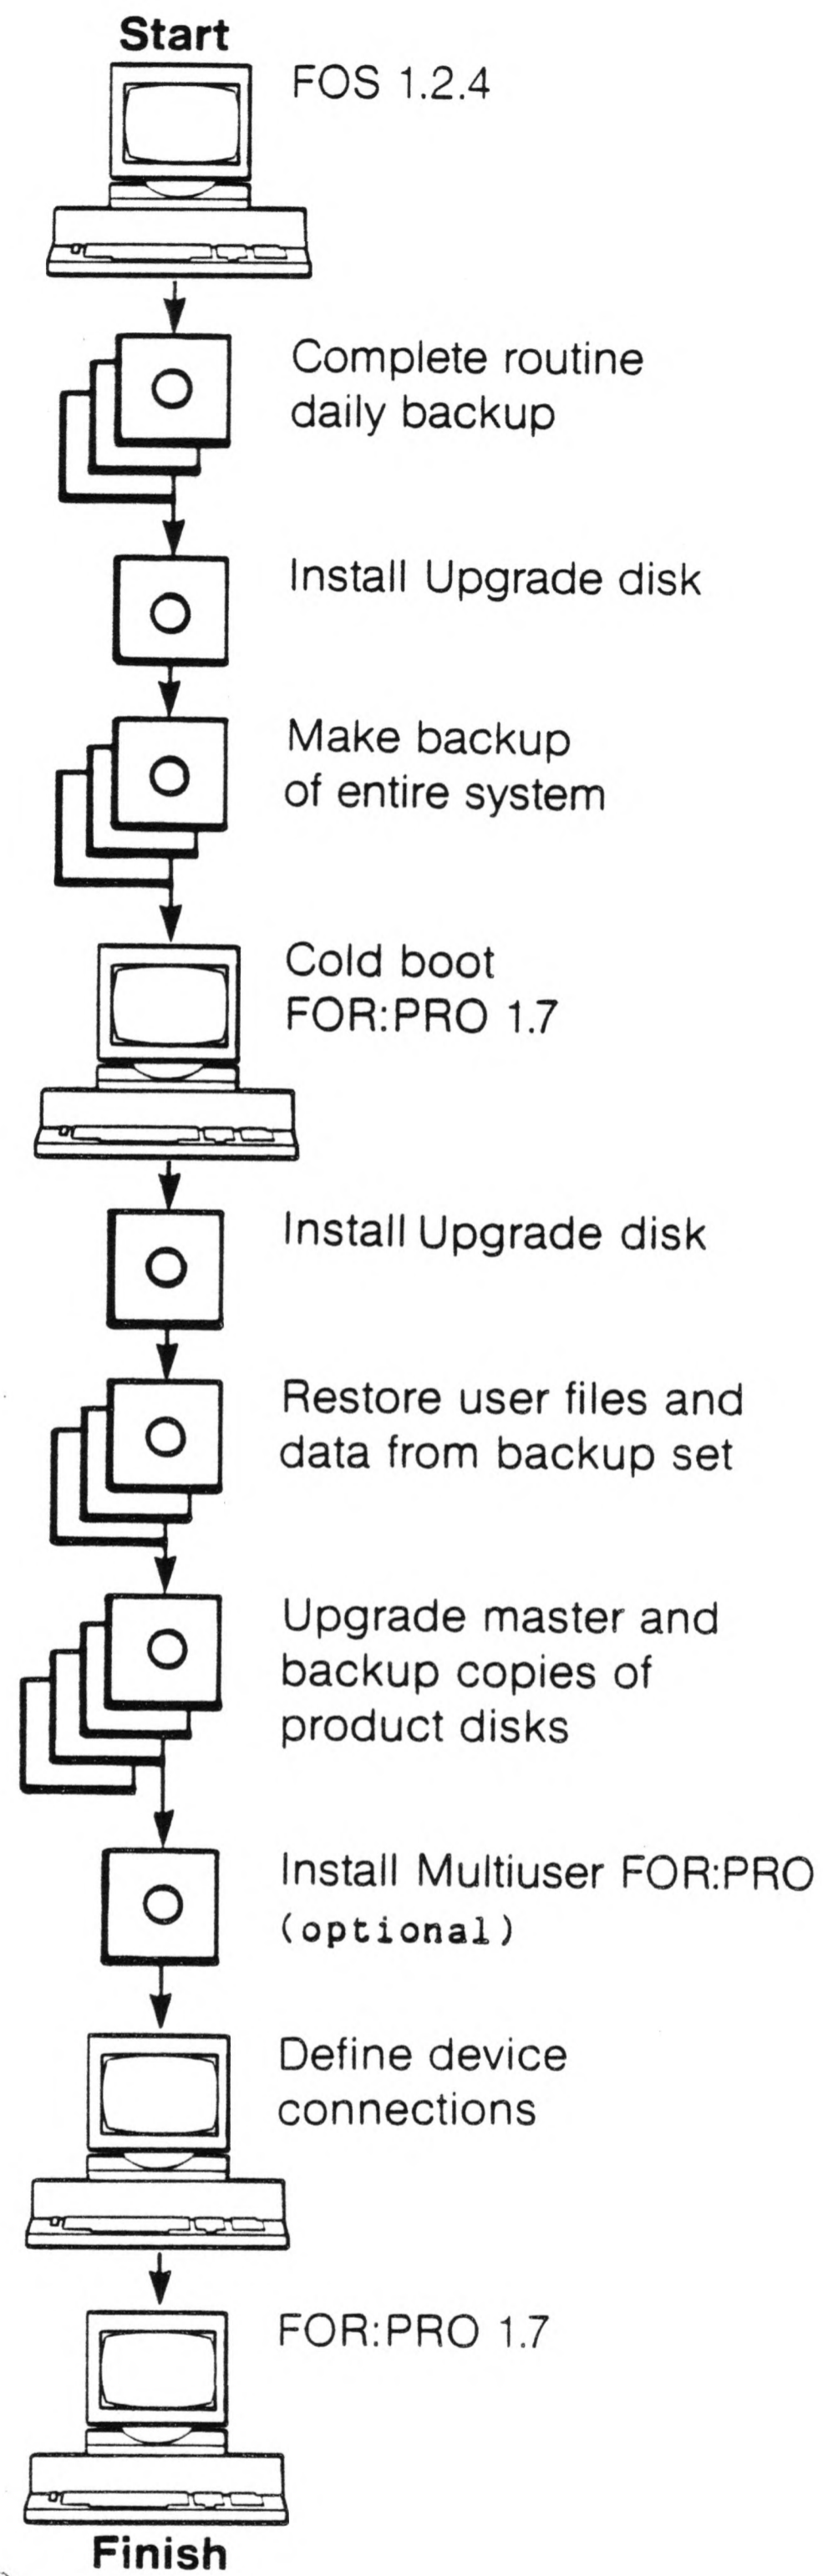 Start
FOS 1.2.4
Complete routine
daily backup
Install Upgrade disk
Make backup
of entire system
Cold boot
FOR:PRO 1.7
Install Upgrade disk
Restore user files and
data from backup set
Upgrade master and
backup copies of
product disks
Install Multiuser FOR:PRO
(optional)
Define device
connections
FOR:PRO 1.7
Finish